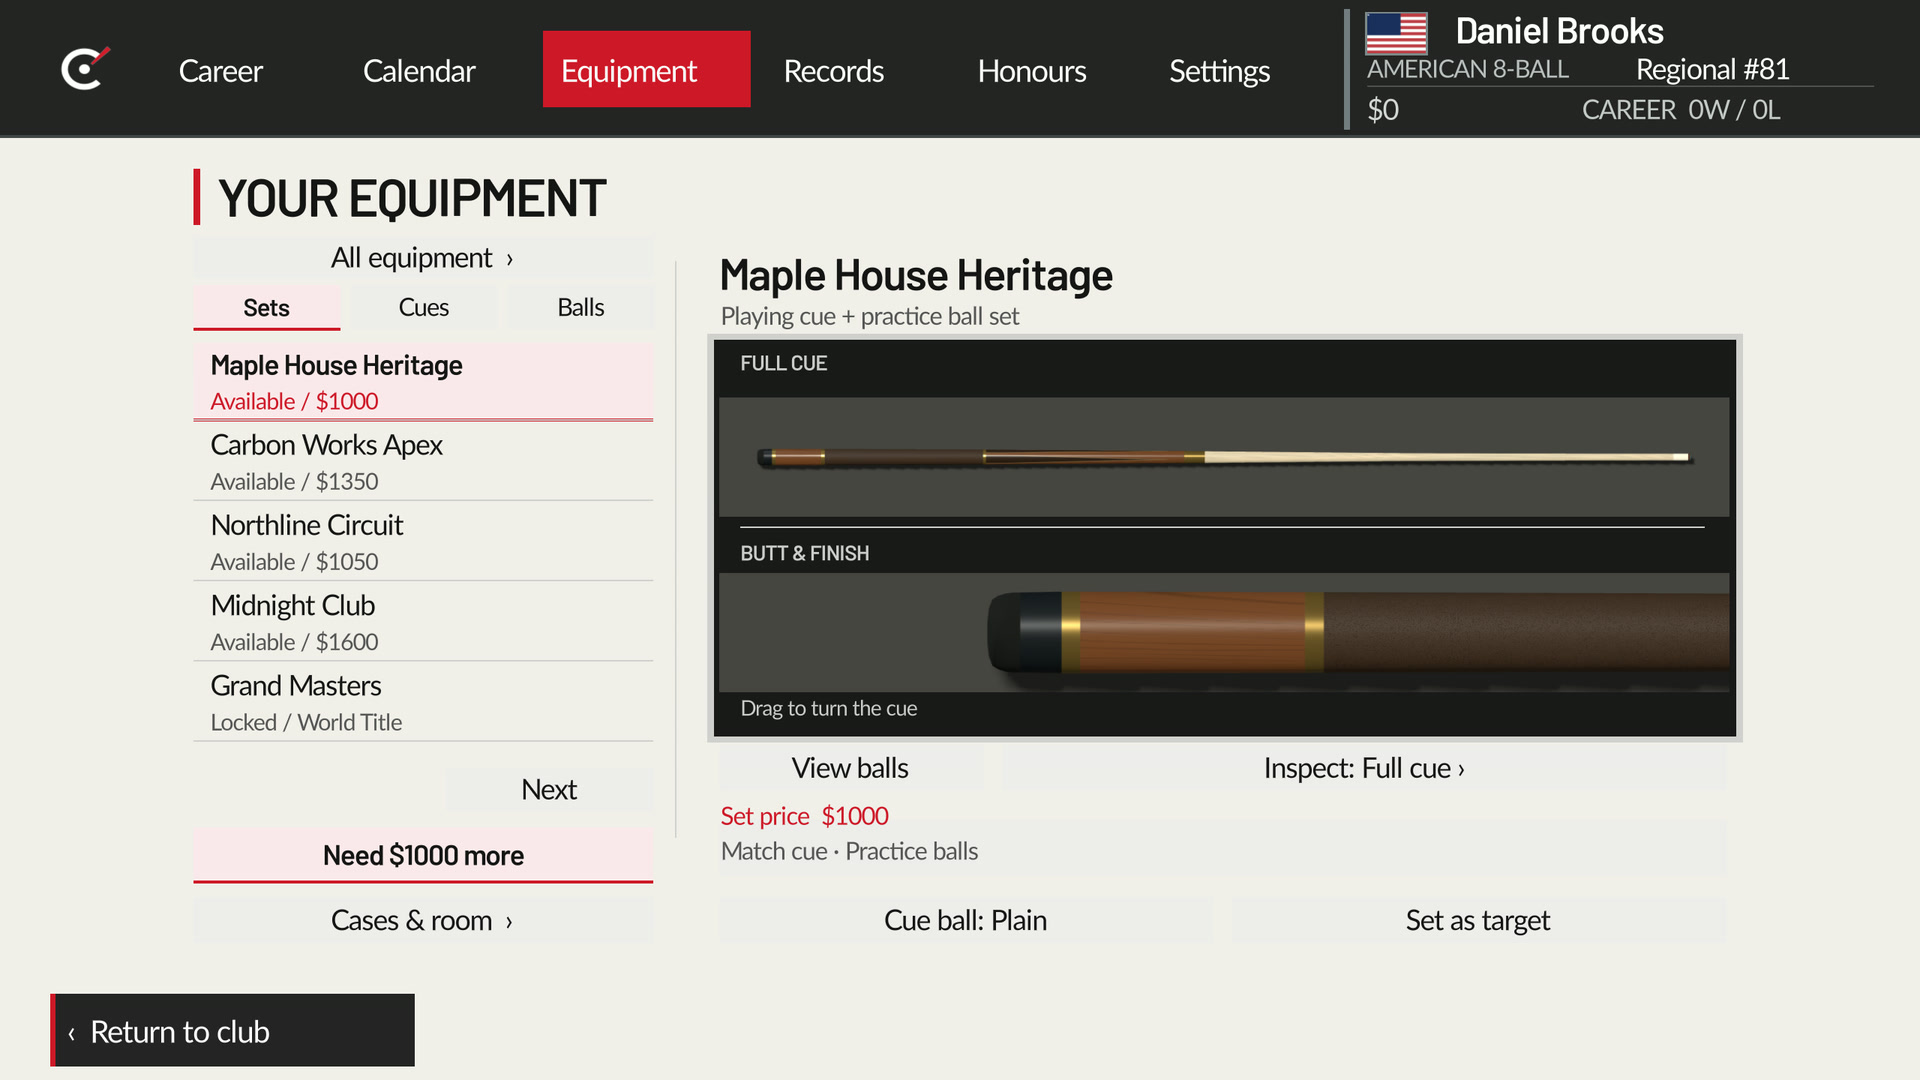 Career
Calendar
Equipment
Records
Honours
Settings
Daniel Brooks
AMERICAN 8-BALL
Regional #81
$0
CAREER 0W / 0L
YOUR EQUIPMENT
All equipment ›
Sets
Cues
Balls
Maple House Heritage
Available / $1000
Carbon Works Apex
Available / $1350
Northline Circuit
Available / $1050
Midnight Club
Available / $1600
Grand Masters
Locked / World Title
Next
Need $1000 more
Cases & room ›
Maple House Heritage
Playing cue + practice ball set
FULL CUE
BUTT & FINISH
Drag to turn the cue
View balls
Inspect: Full cue ›
Set price $1000
Match cue · Practice balls
Cue ball: Plain
Set as target
‹ Return to club